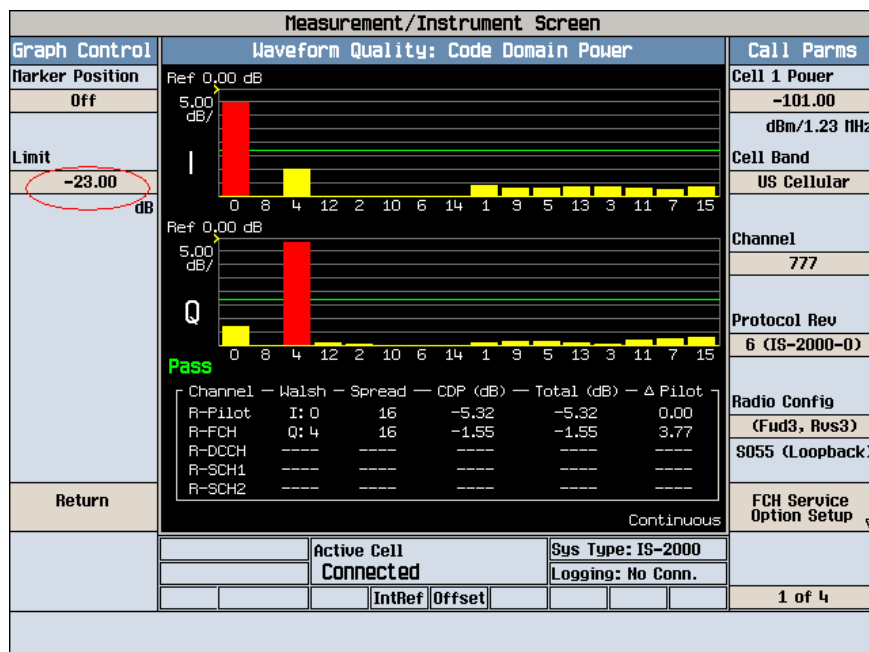 Measurement/Instrument Screen
Graph Control
Waveform Quality: Code Domain Power
Call Parms
Marker Position
Off
Limit
-23.00
dB
Return
Ref 0.00 dB
5.00
dB/
I
0 8 4 12 2 10 6 14 1 9 5 13 3 11 7 15
Ref 0.00 dB
5.00
dB/
Q
0 8 4 12 2 10 6 14 1 9 5 13 3 11 7 15
Pass
Channel Walsh Spread CDP (dB) Total (dB) Δ Pilot
R-Pilot I: 0 16 -5.32 -5.32 0.00
R-FCH Q: 4 16 -1.55 -1.55 3.77
R-DCCH ---- ---- ---- ---- ----
R-SCH1 ---- ---- ---- ---- ----
R-SCH2 ---- ---- ---- ---- ----
Continuous
Cell 1 Power
-101.00
dBm/1.23 MHz
Cell Band
US Cellular
Channel
777
Protocol Rev
6 (IS-2000-0)
Radio Config
(Fwd3, Rvs3)
SO55 (Loopback)
FCH Service
Option Setup
1 of 4
Active Cell
Connected
Sys Type: IS-2000
Logging: No Conn.
IntRef Offset